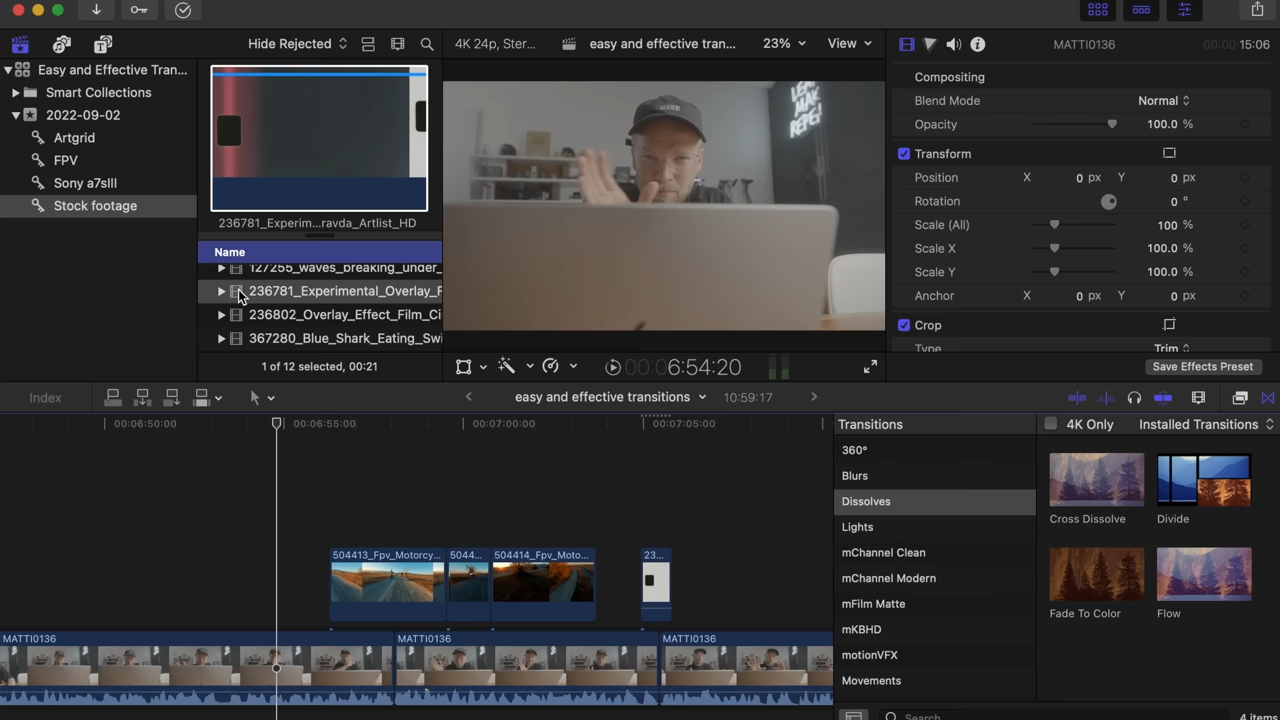 Hide Rejected
4K 24p, Ster...
easy and effective tran...
23%
View
MATTI0136
00:00 15:06
Easy and Effective Tran...
Smart Collections
2022-09-02
Artgrid
FPV
Sony a7sIII
Stock footage
236781_Experim...ravda_Artlist_HD
Name
127255_waves_breaking_under_
236781_Experimental_Overlay_F
236802_Overlay_Effect_Film_Ci
367280_Blue_Shark_Eating_Swi
1 of 12 selected, 00:21
00:06:54:20
Compositing
Blend Mode
Normal
Opacity
100.0 %
Transform
Position
X
0 px
Y
0 px
Rotation
0 °
Scale (All)
100 %
Scale X
100.0 %
Scale Y
100.0 %
Anchor
X
0 px
Y
0 px
Crop
Type
Trim
Save Effects Preset
Index
easy and effective transitions
10:59:17
00:06:50:00
00:06:55:00
00:07:00:00
00:07:05:00
504413_Fpv_Motorcy...
5044...
504414_Fpv_Moto...
23...
MATTI0136
MATTI0136
MATTI0136
Transitions
4K Only
Installed Transitions
360°
Blurs
Dissolves
Lights
mChannel Clean
mChannel Modern
mFilm Matte
mKBHD
motionVFX
Movements
Cross Dissolve
Divide
Fade To Color
Flow
Search
4 items